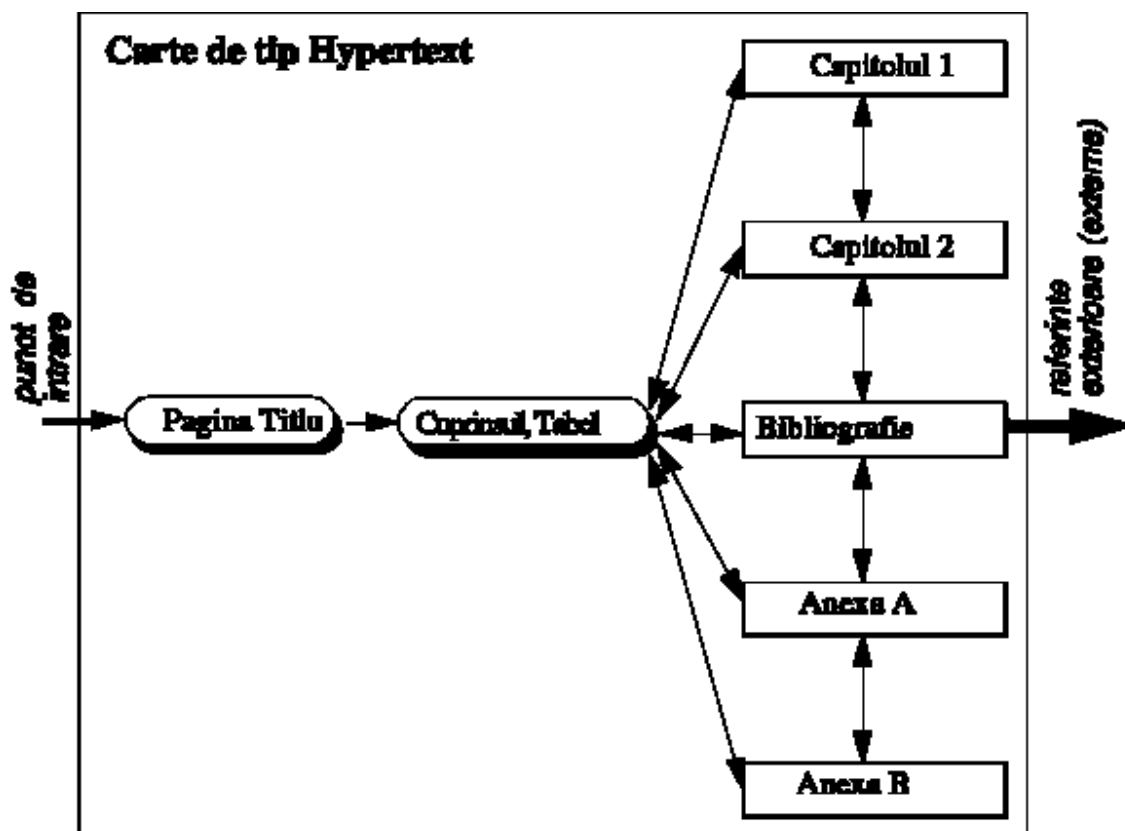 Carte de tip Hypertext
Capitolul 1
Capitolul 2
punct de
intrare
Pagina Titlu
Cuprinsul, Tabel
Bibliografie
referinte
exterioare (externe)
Anexa A
Anexa B